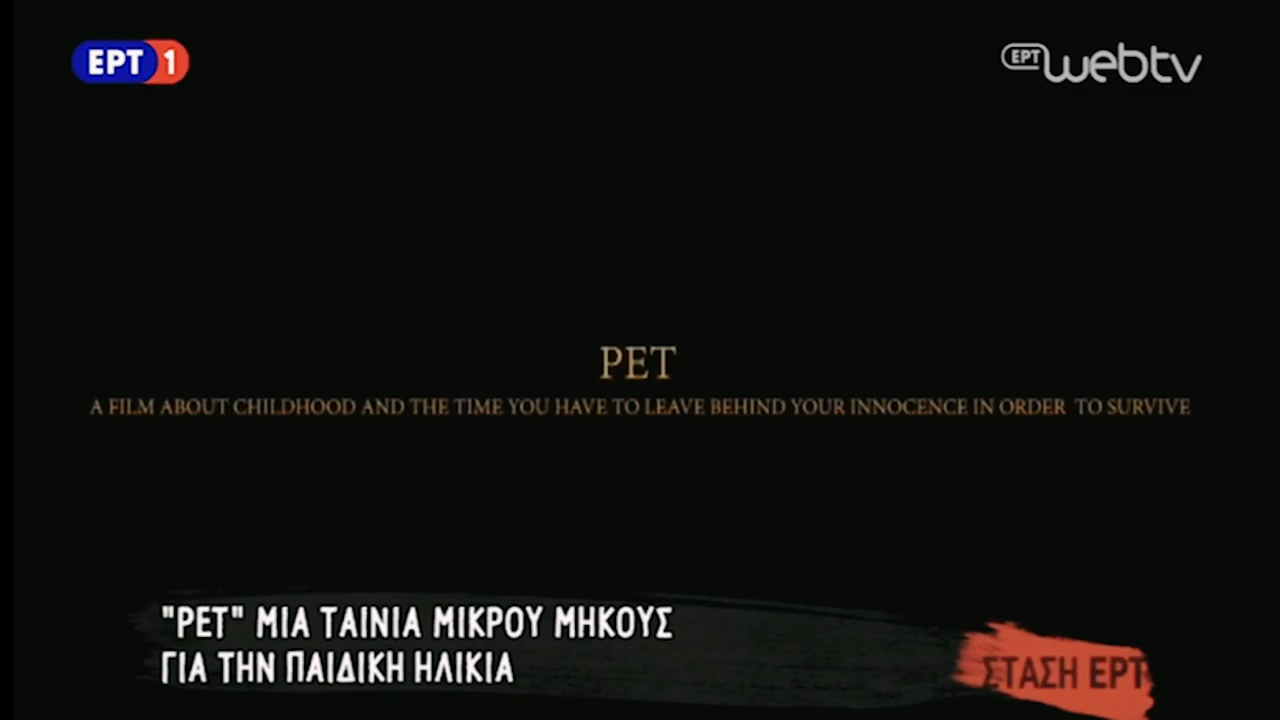 ΕΡΤ 1
ΕΡΤ webtv
PET
A FILM ABOUT CHILDHOOD AND THE TIME YOU HAVE TO LEAVE BEHIND YOUR INNOCENCE IN ORDER TO SURVIVE
"PET" ΜΙΑ ΤΑΙΝΙΑ ΜΙΚΡΟΥ ΜΗΚΟΥΣ
ΓΙΑ ΤΗΝ ΠΑΙΔΙΚΗ ΗΛΙΚΙΑ
ΣΤΑΣΗ ΕΡΤ